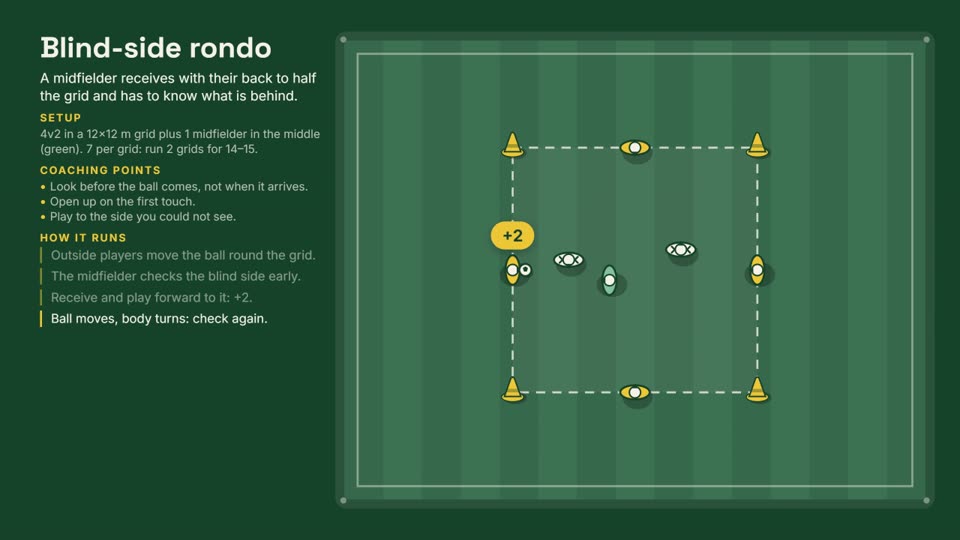 Blind-side rondo
A midfielder receives with their back to half
the grid and has to know what is behind.
SETUP
4v2 in a 12×12 m grid plus 1 midfielder in the middle
(green). 7 per grid: run 2 grids for 14–15.
COACHING POINTS
• Look before the ball comes, not when it arrives.
• Open up on the first touch.
• Play to the side you could not see.
HOW IT RUNS
Outside players move the ball round the grid.
The midfielder checks the blind side early.
Receive and play forward to it: +2.
Ball moves, body turns: check again.
+2